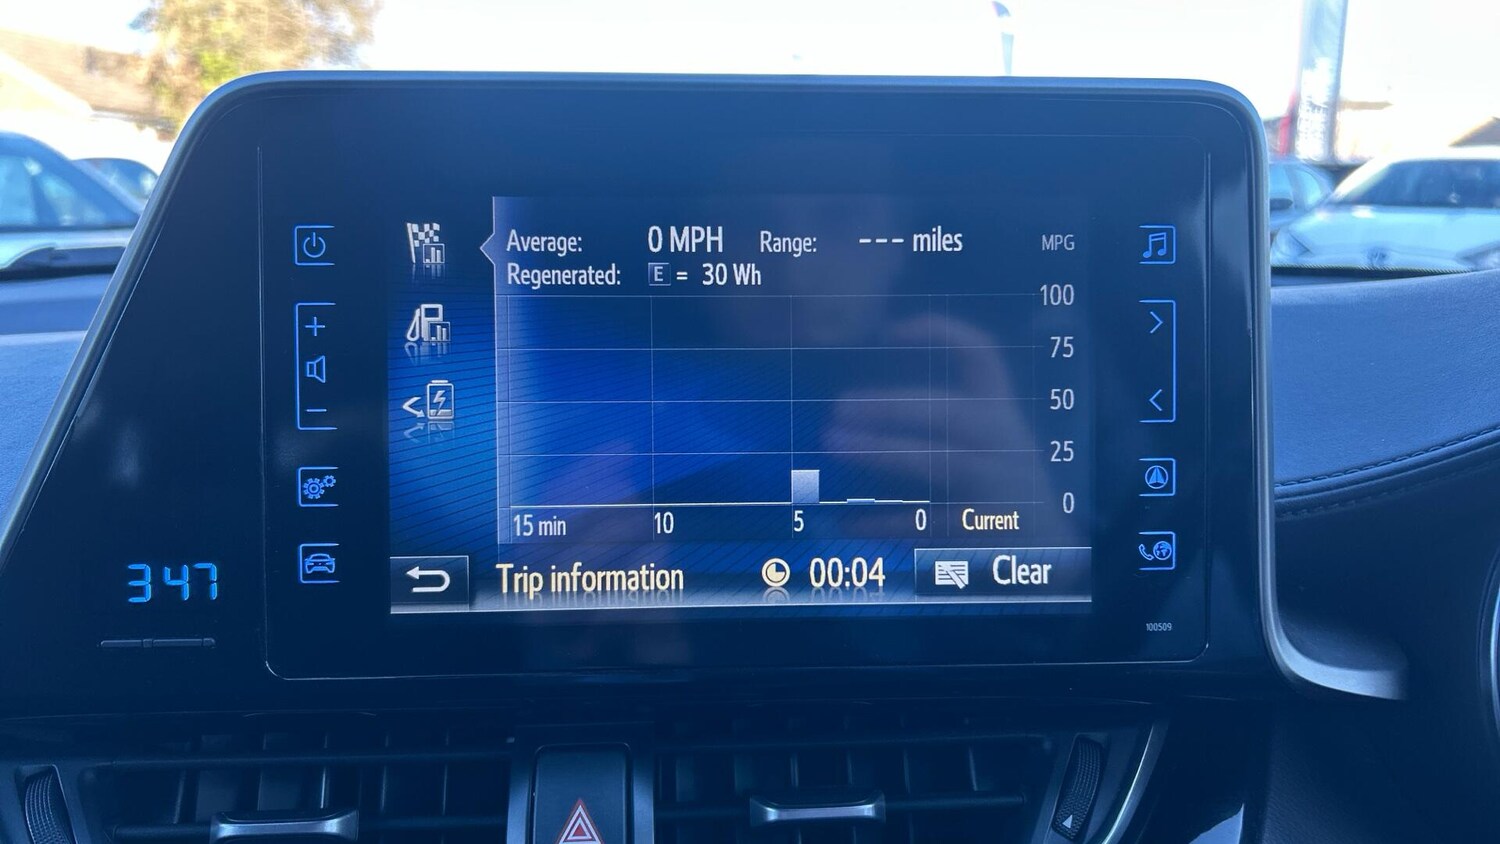 Average: 0 MPH Range: --- miles MPG
Regenerated: E = 30 Wh
100
75
50
25
0
15 min 10 5 0 Current
Trip information 00:04 Clear
347
100509